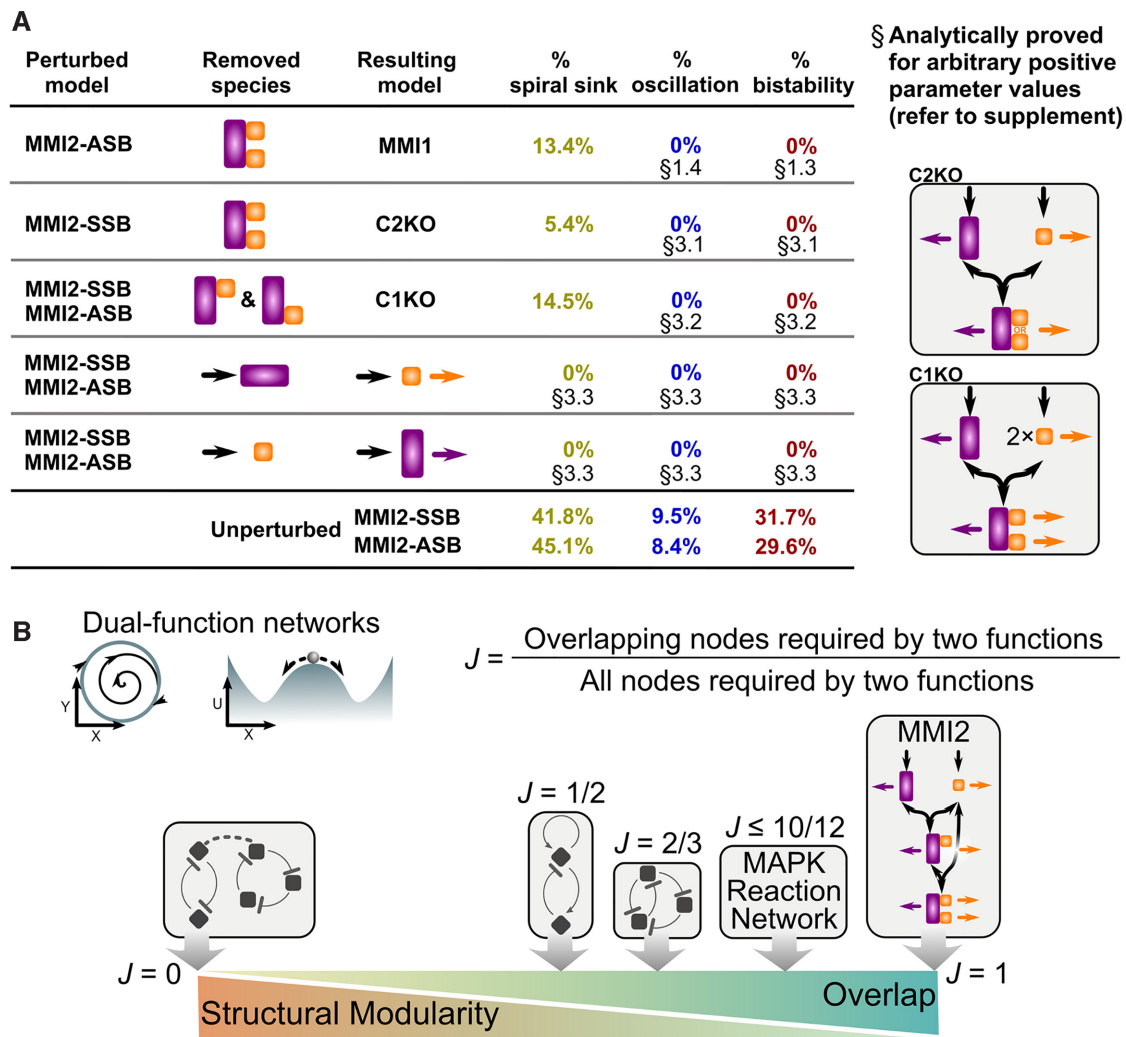 A
Perturbed model
Removed species
Resulting model
% spiral sink
% oscillation
% bistability
MMI2-ASB
MMI1
13.4%
0%
§1.4
0%
§1.3
MMI2-SSB
C2KO
5.4%
0%
§3.1
0%
§3.1
MMI2-SSB
MMI2-ASB
&
C1KO
14.5%
0%
§3.2
0%
§3.2
MMI2-SSB
MMI2-ASB
0%
§3.3
0%
§3.3
0%
§3.3
MMI2-SSB
MMI2-ASB
0%
§3.3
0%
§3.3
0%
§3.3
Unperturbed
MMI2-SSB
41.8%
9.5%
31.7%
MMI2-ASB
45.1%
8.4%
29.6%
§ Analytically proved
for arbitrary positive
parameter values
(refer to supplement)
C2KO
OR
C1KO
2×
B
Dual-function networks
Y
X
U
X
J =
Overlapping nodes required by two functions
All nodes required by two functions
J = 1/2
J = 2/3
J ≤ 10/12
MAPK
Reaction
Network
MMI2
J = 0
J = 1
Structural Modularity
Overlap